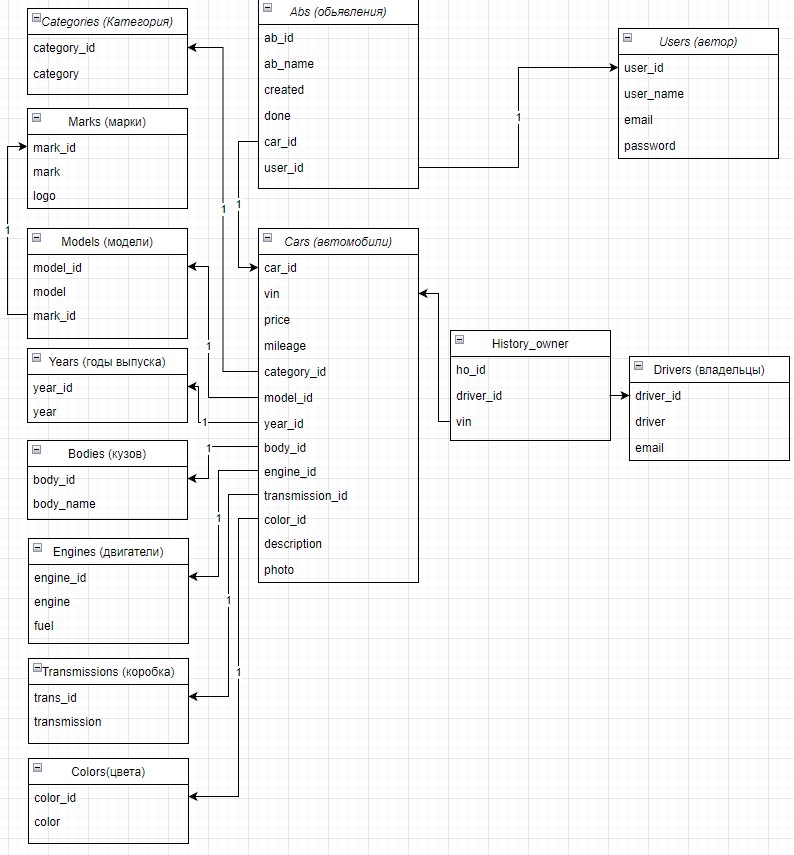 Categories (Категория)
category_id
category
Marks (марки)
mark_id
mark
logo
1
Models (модели)
model_id
model
mark_id
Years (годы выпуска)
year_id
year
Bodies (кузов)
body_id
body_name
Engines (двигатели)
engine_id
engine
fuel
Transmissions (коробка)
trans_id
transmission
Colors(цвета)
color_id
color
Abs (обьявления)
ab_id
ab_name
created
done
car_id
user_id
1
1
1
1
1
1
1
1
1
Cars (автомобили)
car_id
vin
price
mileage
category_id
model_id
year_id
body_id
engine_id
transmission_id
color_id
description
photo
Users (автор)
user_id
user_name
email
password
History_owner
ho_id
driver_id
vin
Drivers (владельцы)
driver_id
driver
email